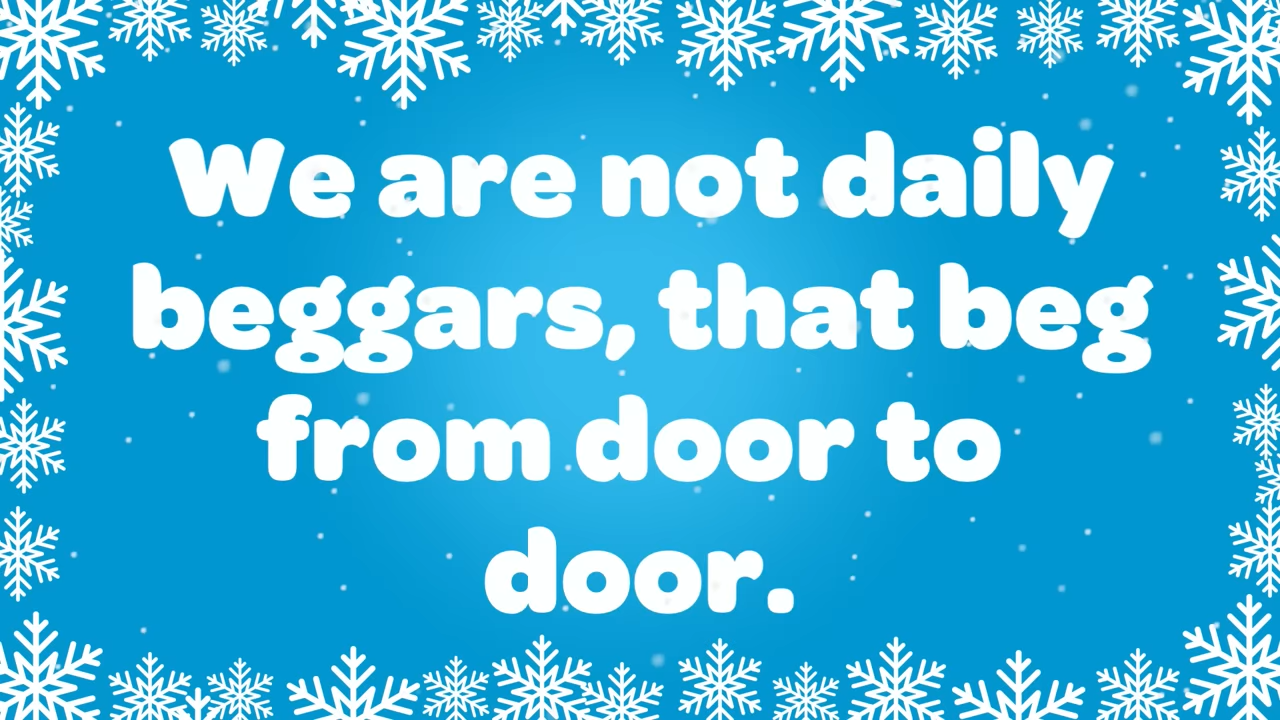 We are not daily
beggars, that beg
from door to
door.